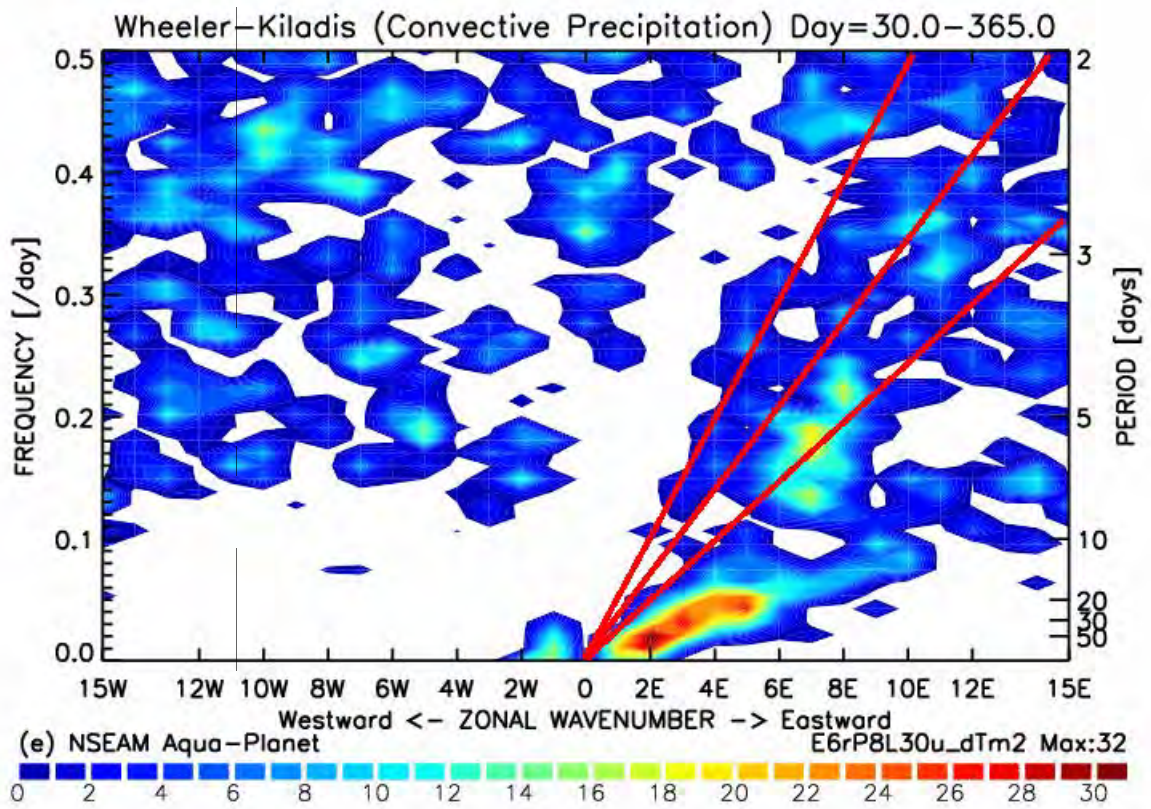 Wheeler-Kiladis (Convective Precipitation) Day=30.0-365.0
0.5
0.4
0.3
0.2
0.1
0.0
FREQUENCY [/day]
2
3
5
10
20
30
50
PERIOD [days]
15W 12W 10W 8W 6W 4W 2W 0 2E 4E 6E 8E 10E 12E 15E
Westward <- ZONAL WAVENUMBER -> Eastward
(e) NSEAM Aqua-Planet E6rP8L30u_dTm2 Max:32
0 2 4 6 8 10 12 14 16 18 20 22 24 26 28 30